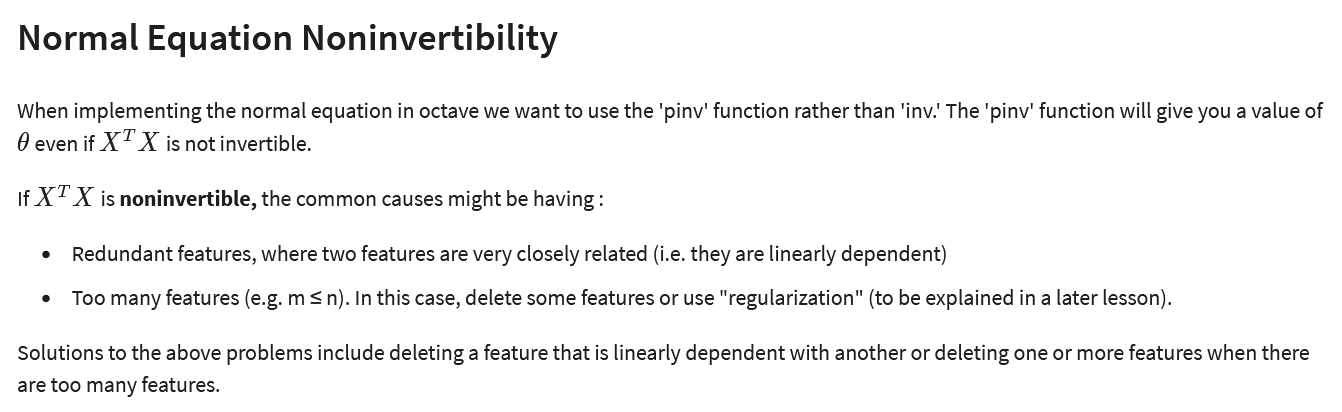 Normal Equation Noninvertibility
When implementing the normal equation in octave we want to use the 'pinv' function rather than 'inv.' The 'pinv' function will give you a value of
θ even if X^T X is not invertible.
If X^T X is noninvertible, the common causes might be having :
• Redundant features, where two features are very closely related (i.e. they are linearly dependent)
• Too many features (e.g. m ≤ n). In this case, delete some features or use "regularization" (to be explained in a later lesson).
Solutions to the above problems include deleting a feature that is linearly dependent with another or deleting one or more features when there
are too many features.